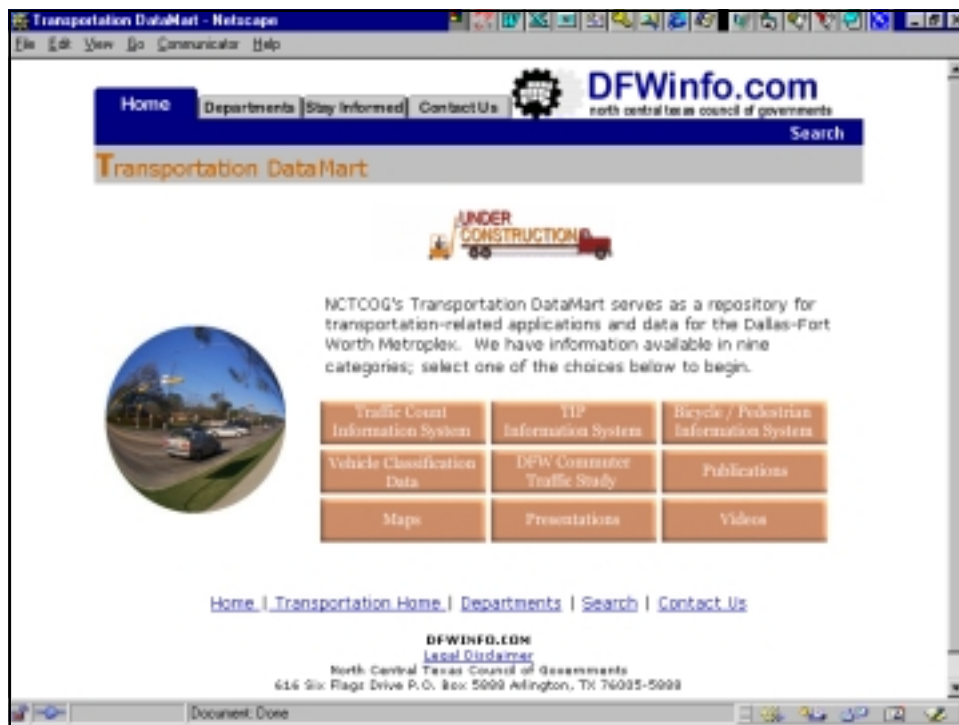 Transportation DataMart - Netscape
File Edit View Go Communicator Help
DFWinfo.com
north central texas council of governments
Home Departments Stay Informed Contact Us
Search
Transportation DataMart
UNDER
CONSTRUCTION
NCTCOG's Transportation DataMart serves as a repository for
transportation-related applications and data for the Dallas-Fort
Worth Metroplex. We have information available in nine
categories; select one of the choices below to begin.
Traffic Count
Information System
TIP
Information System
Bicycle / Pedestrian
Information System
Vehicle Classification
Data
DFW Commuter
Traffic Study
Publications
Maps
Presentations
Videos
Home | Transportation Home | Departments | Search | Contact Us
DFWINFO.COM
Legal Disclaimer
North Central Texas Council of Governments
616 Six Flags Drive P.O. Box 5888 Arlington, TX 76005-5888
Document: Done